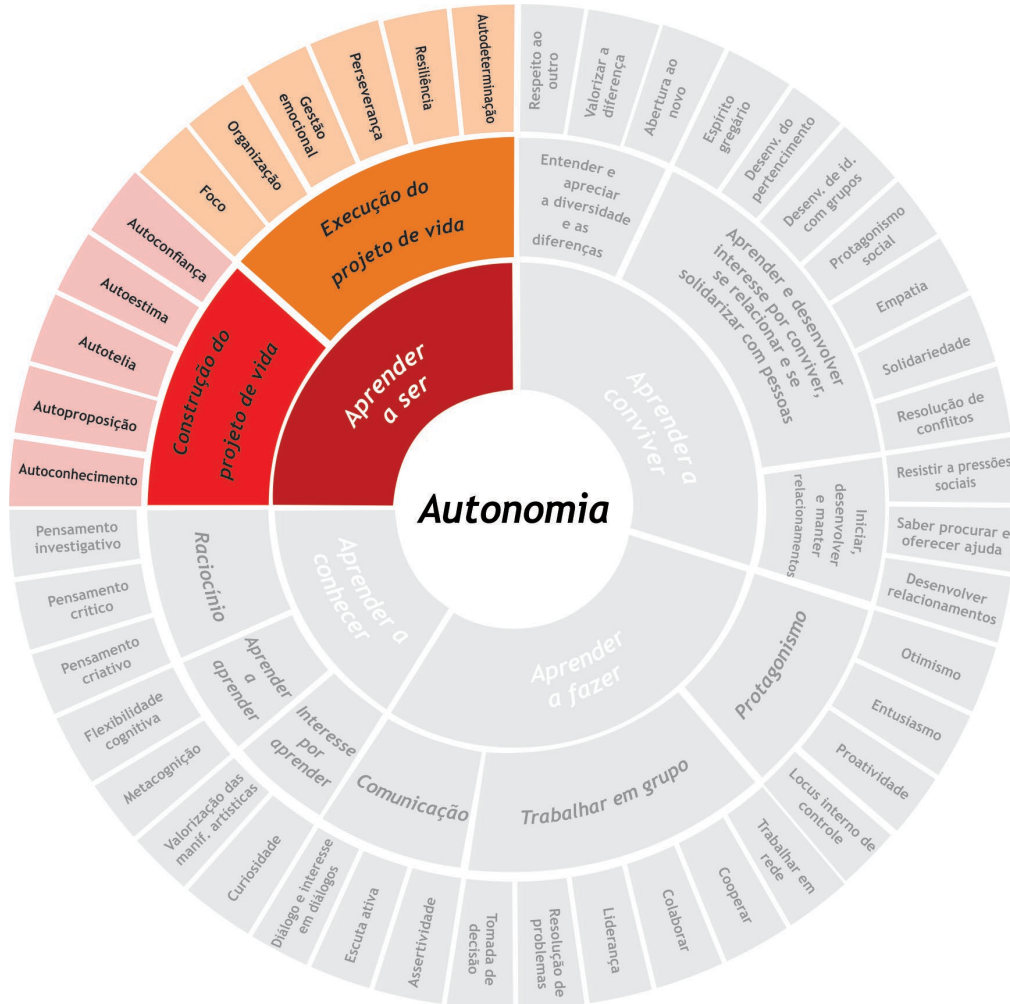 Autonomia
Aprender
a ser
Construção do
projeto de vida
Autoconhecimento
Autoproposição
Autotelia
Autoestima
Autoconfiança
Execução do
projeto de vida
Foco
Organização
Gestão
emocional
Perseverança
Resiliência
Autodeterminação
Aprender a
conviver
Entender e
apreciar
a diversidade
e as
diferenças
Respeito ao
outro
Valorizar a
diferença
Abertura ao
novo
Aprender e desenvolver
interesse por conviver,
se relacionar e se
solidarizar com pessoas
Espírito
gregário
Desenv. do
pertencimento
Desenv. de id.
com grupos
Protagonismo
social
Empatia
Solidariedade
Resolução de
conflitos
Iniciar,
desenvolver
e manter
relacionamentos
Resistir a pressões
sociais
Saber procurar e
oferecer ajuda
Desenvolver
relacionamentos
Aprender
a fazer
Protagonismo
Otimismo
Entusiasmo
Proatividade
Locus interno de
controle
Trabalhar em grupo
Trabalhar em
rede
Cooperar
Colaborar
Liderança
Resolução de
problemas
Tomada de
decisão
Comunicação
Assertividade
Escuta ativa
Diálogo e interesse
em diálogos
Aprender a
conhecer
Interesse
por
aprender
Curiosidade
Valorização das
manif. artísticas
Aprender
a
aprender
Metacognição
Flexibilidade
cognitiva
Raciocínio
Pensamento
criativo
Pensamento
crítico
Pensamento
investigativo